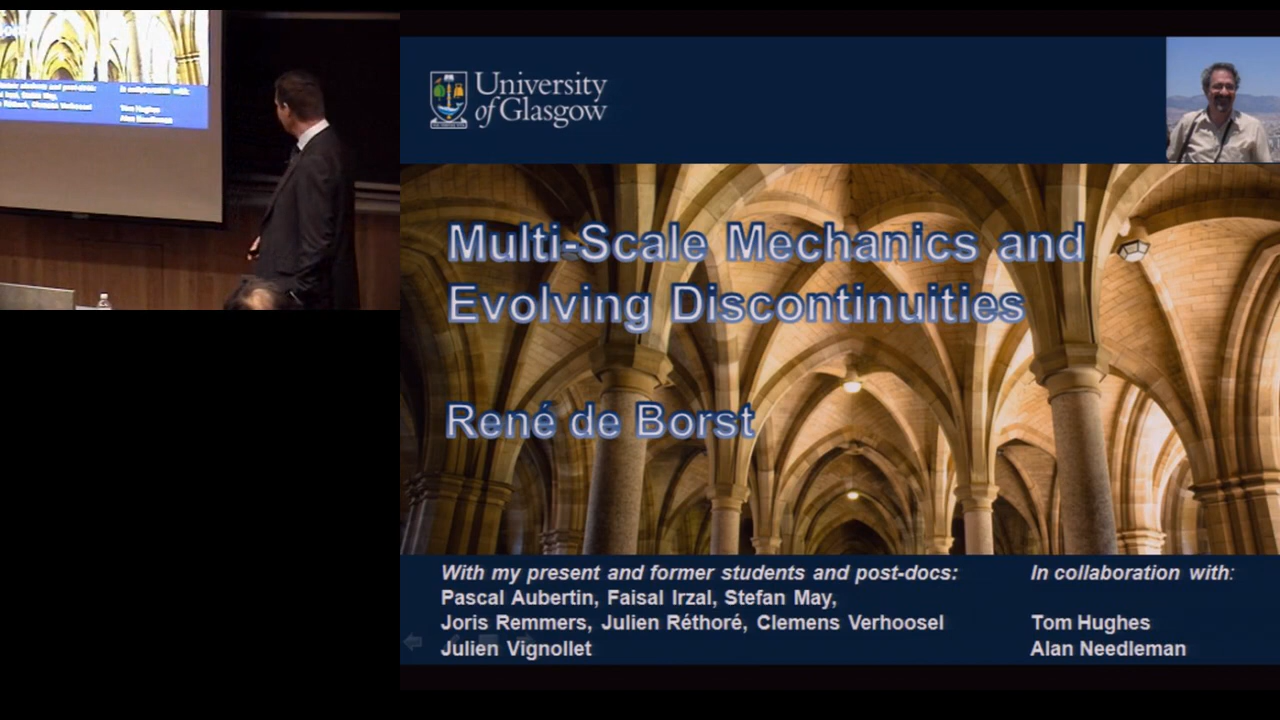 University
of Glasgow
Multi-Scale Mechanics and
Evolving Discontinuities
René de Borst
With my present and former students and post-docs:
Pascal Aubertin, Faisal Irzal, Stefan May,
Joris Remmers, Julien Réthoré, Clemens Verhoosel
Julien Vignollet
In collaboration with:
Tom Hughes
Alan Needleman